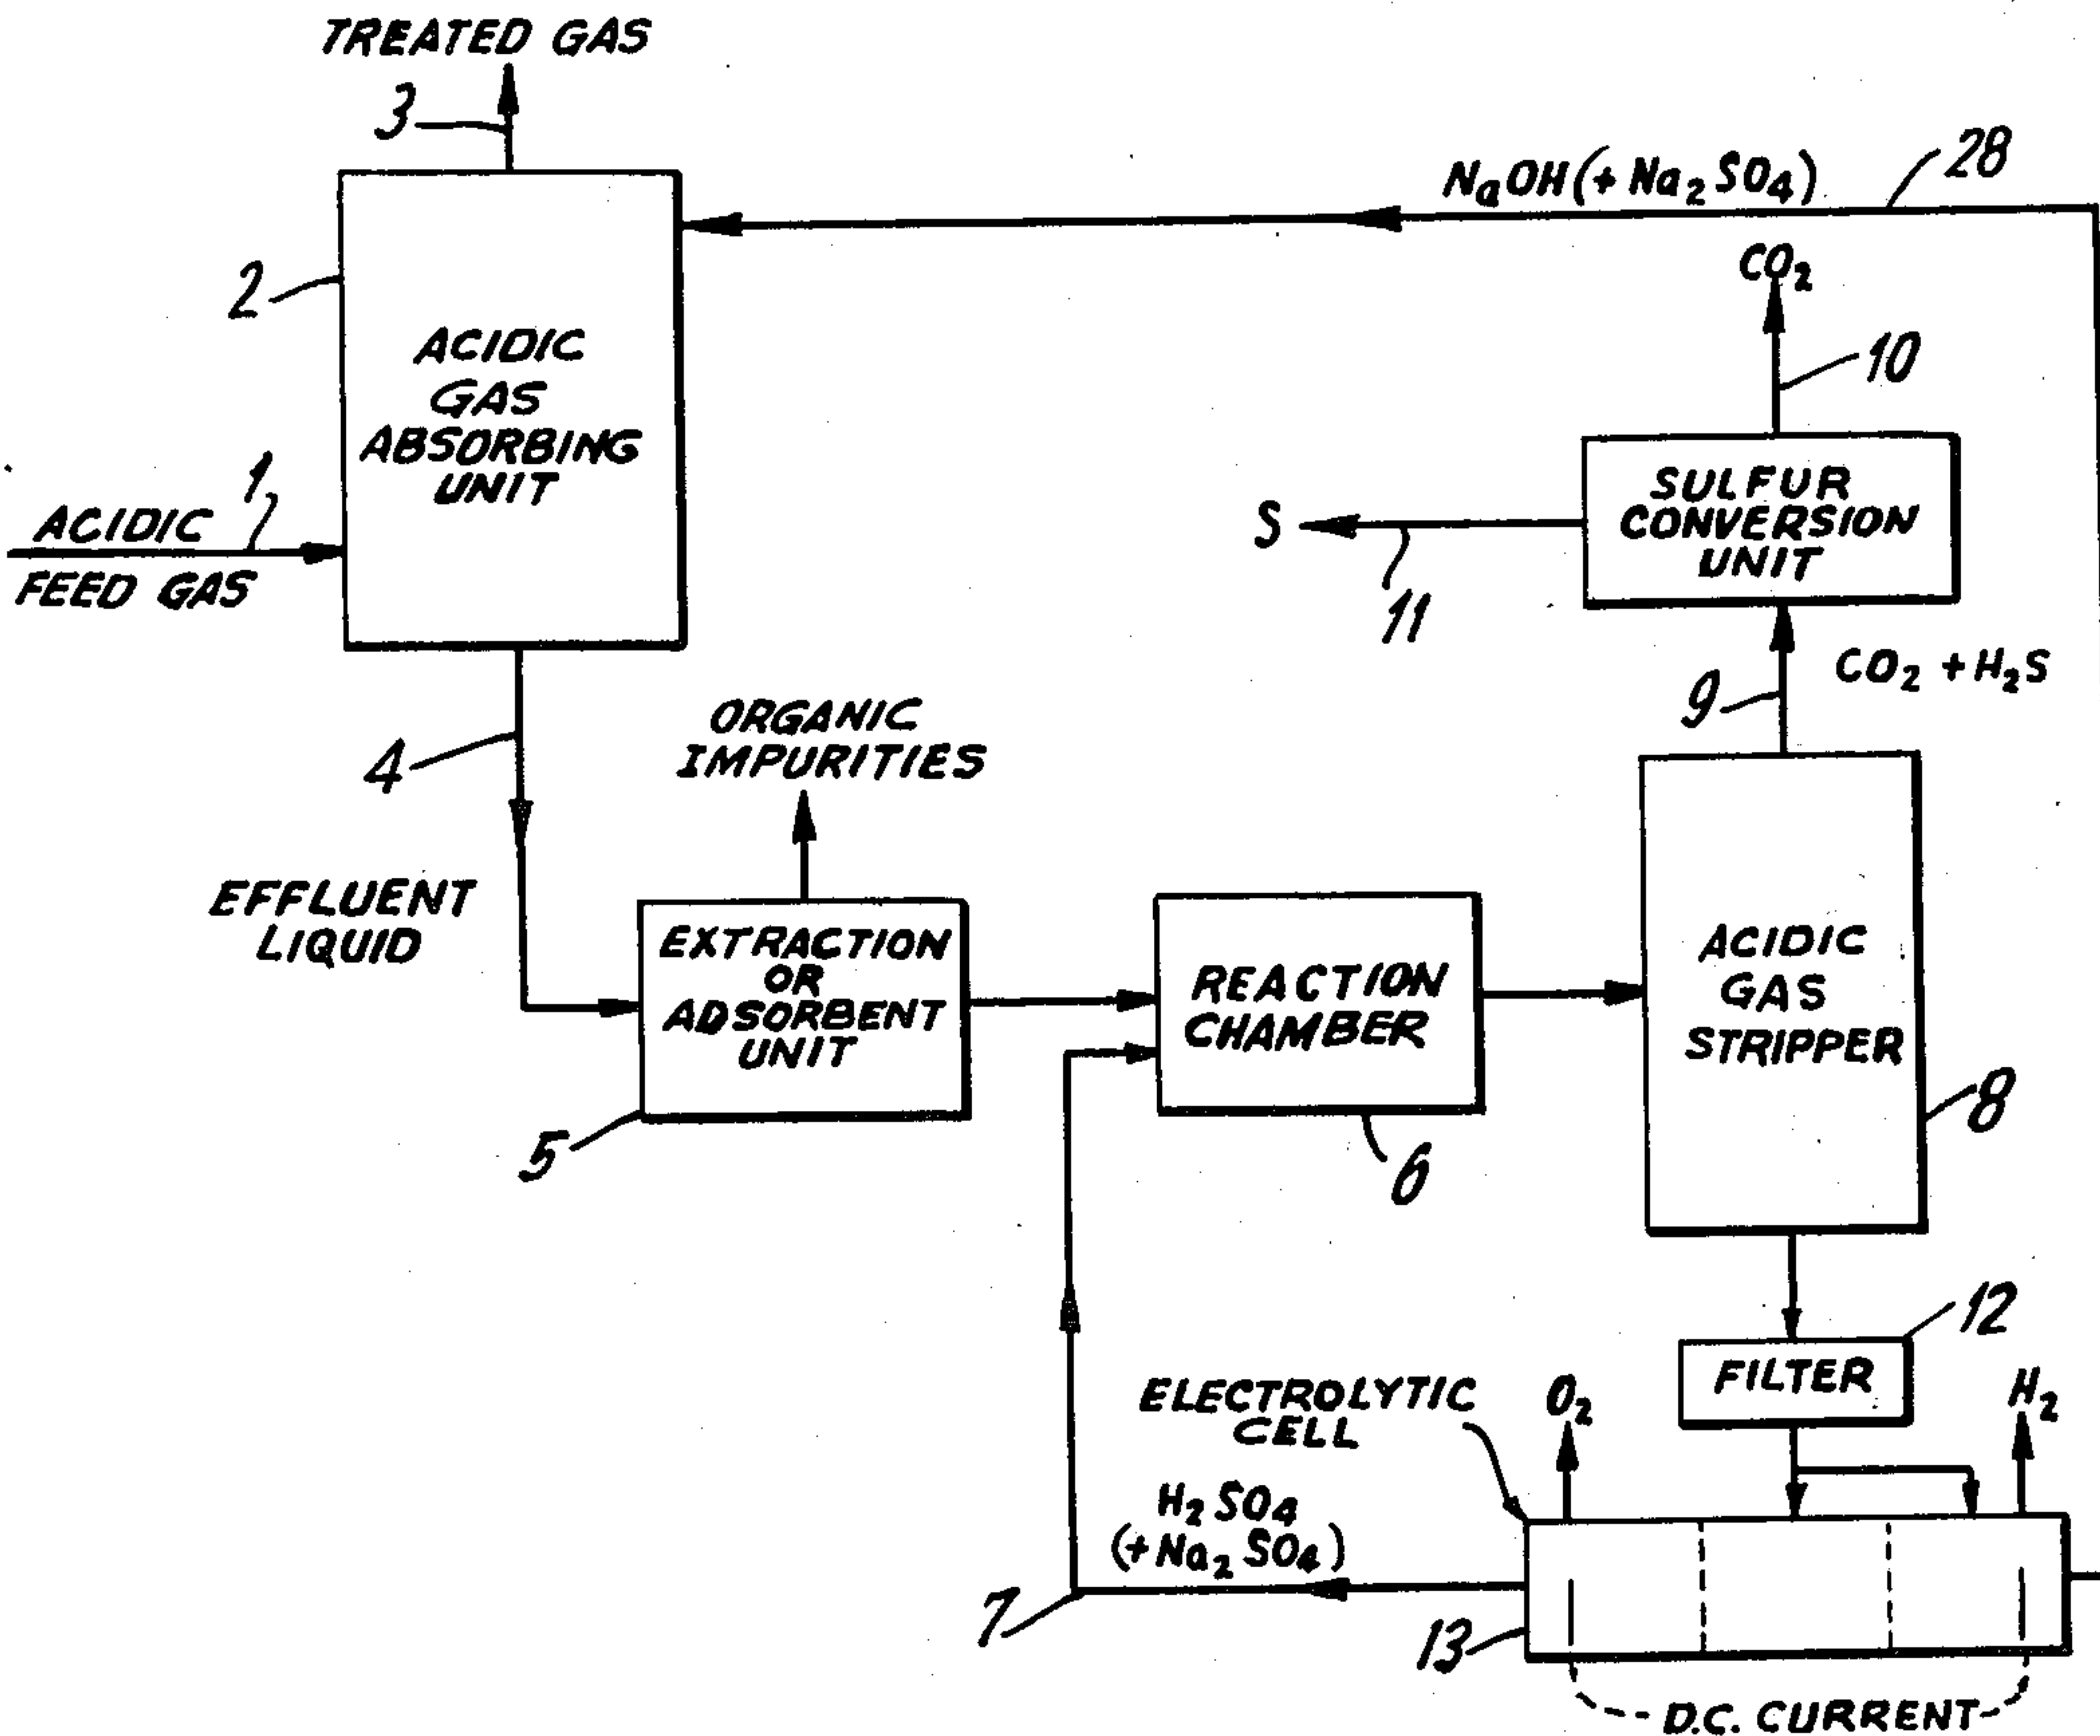 TREATED GAS
3
NaOH(+ Na2SO4)
28
2
CO2
ACIDIC
GAS
ABSORBING
UNIT
10
1
ACIDIC
FEED GAS
S
11
SULFUR
CONVERSION
UNIT
9
CO2 + H2S
4
ORGANIC
IMPURITIES
EFFLUENT
LIQUID
EXTRACTION
OR
ADSORBENT
UNIT
5
REACTION
CHAMBER
6
ACIDIC
GAS
STRIPPER
8
12
FILTER
ELECTROLYTIC
CELL
O2
H2
H2SO4
(+Na2SO4)
7
13
D.C. CURRENT